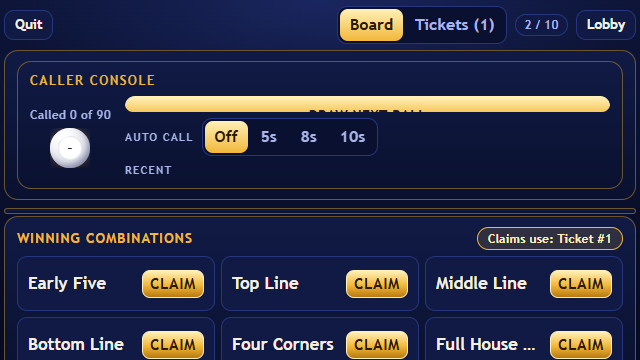 Quit
Board
Tickets (1)
2 / 10
Lobby
CALLER CONSOLE
Called 0 of 90
-
AUTO CALL
Off
5s
8s
10s
RECENT
WINNING COMBINATIONS
Claims use: Ticket #1
Early Five
CLAIM
Top Line
CLAIM
Middle Line
CLAIM
Bottom Line
CLAIM
Four Corners
CLAIM
Full House ...
CLAIM